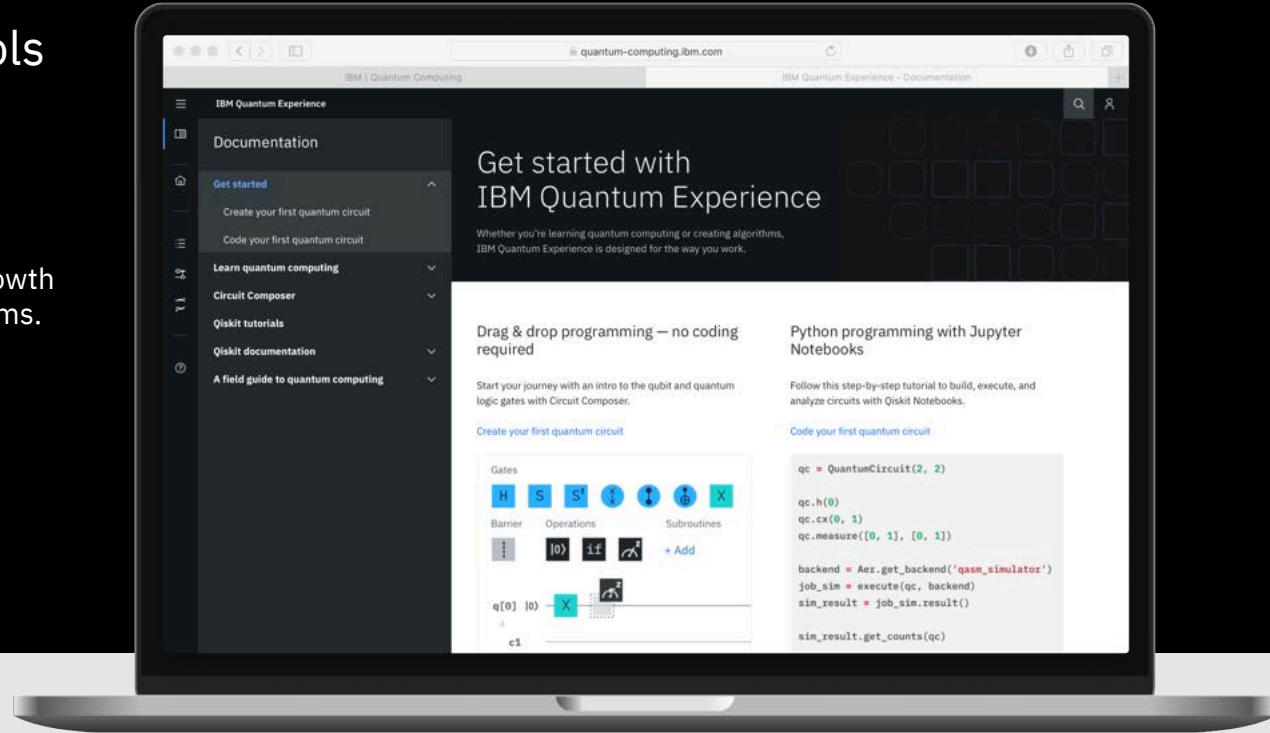 ols
owth
ms.
quantum-computing.ibm.com
IBM | Quantum Computing
IBM Quantum Experience - Documentation
IBM Quantum Experience
Documentation
Get started
Create your first quantum circuit
Code your first quantum circuit
Learn quantum computing
Circuit Composer
Qiskit tutorials
Qiskit documentation
A field guide to quantum computing
Get started with
IBM Quantum Experience
Whether you're learning quantum computing or creating algorithms,
IBM Quantum Experience is designed for the way you work.
Drag & drop programming — no coding
required
Start your journey with an intro to the qubit and quantum
logic gates with Circuit Composer.
Create your first quantum circuit
Gates
H S S† X
Barrier Operations Subroutines
|0⟩ if z + Add
z
q[0] |0⟩ X
+
c1
Python programming with Jupyter
Notebooks
Follow this step-by-step tutorial to build, execute, and
analyze circuits with Qiskit Notebooks.
Code your first quantum circuit
qc = QuantumCircuit(2, 2)
qc.h(0)
qc.cx(0, 1)
qc.measure([0, 1], [0, 1])
backend = Aer.get_backend('qasm_simulator')
job_sim = execute(qc, backend)
sim_result = job_sim.result()
sim_result.get_counts(qc)